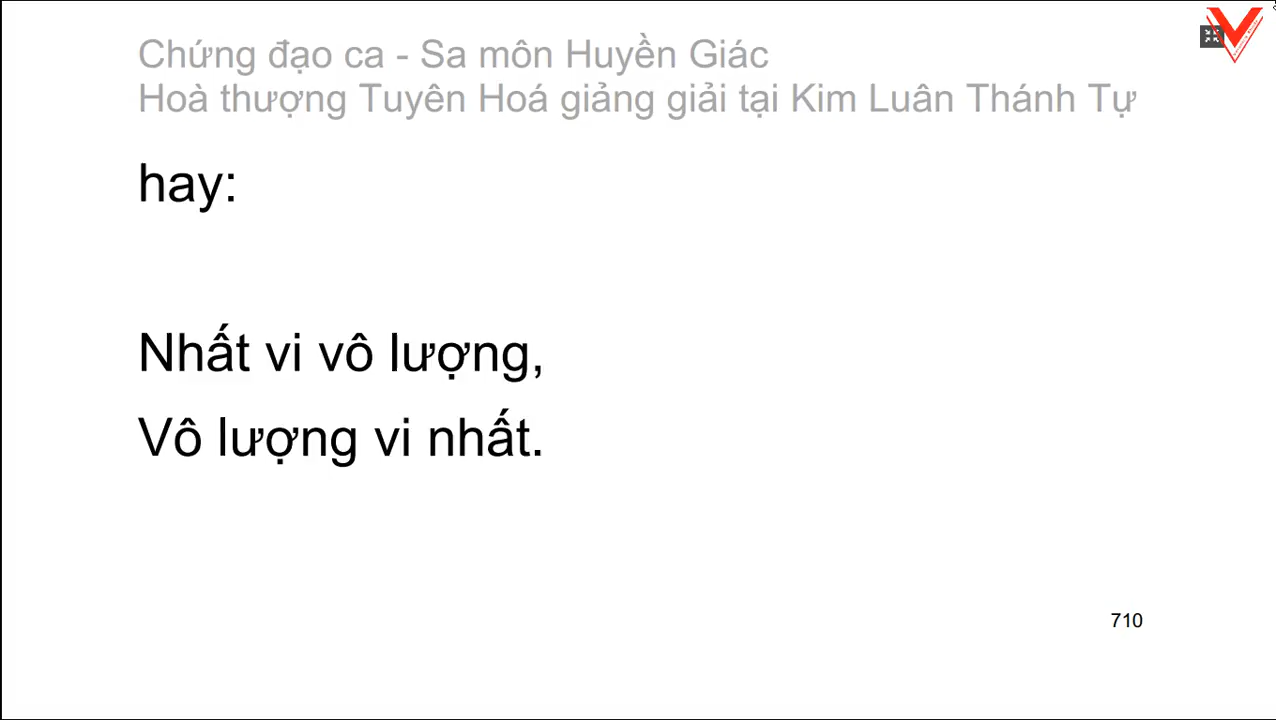 Chứng đạo ca - Sa môn Huyền Giác
Hoà thượng Tuyên Hoá giảng giải tại Kim Luân Thánh Tự
hay:
Nhất vi vô lượng,
Vô lượng vi nhất.
710